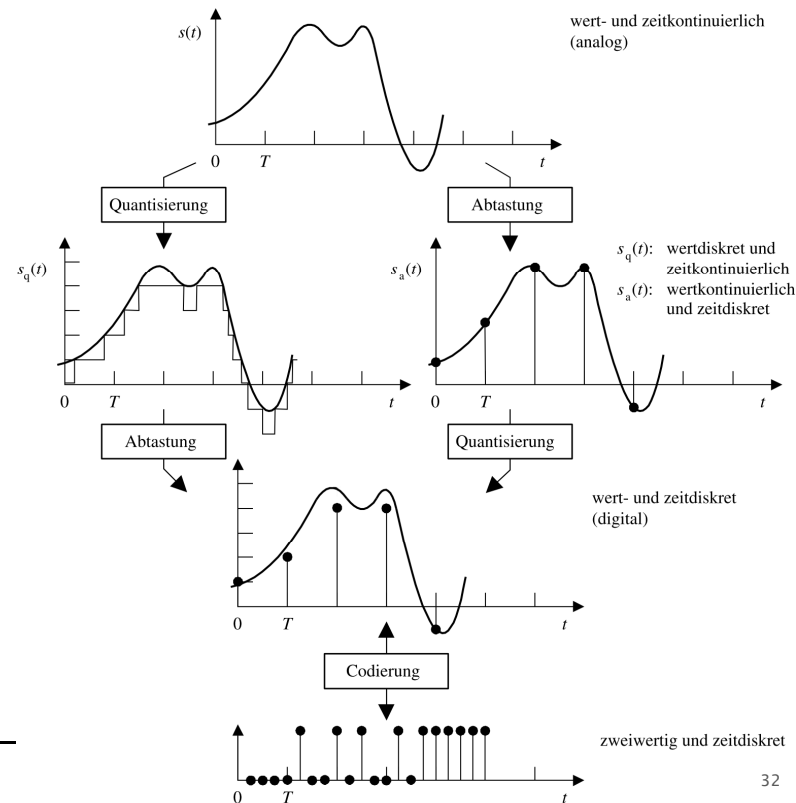 s(t)
wert- und zeitkontinuierlich
(analog)
0 T t
Quantisierung
Abtastung
s_q(t)
s_a(t)
s_q(t): wertdiskret und
zeitkontinuierlich
s_a(t): wertkontinuierlich
und zeitdiskret
0 T t
0 T t
Abtastung
Quantisierung
wert- und zeitdiskret
(digital)
0 T t
Codierung
zweiwertig und zeitdiskret
0 T t
32